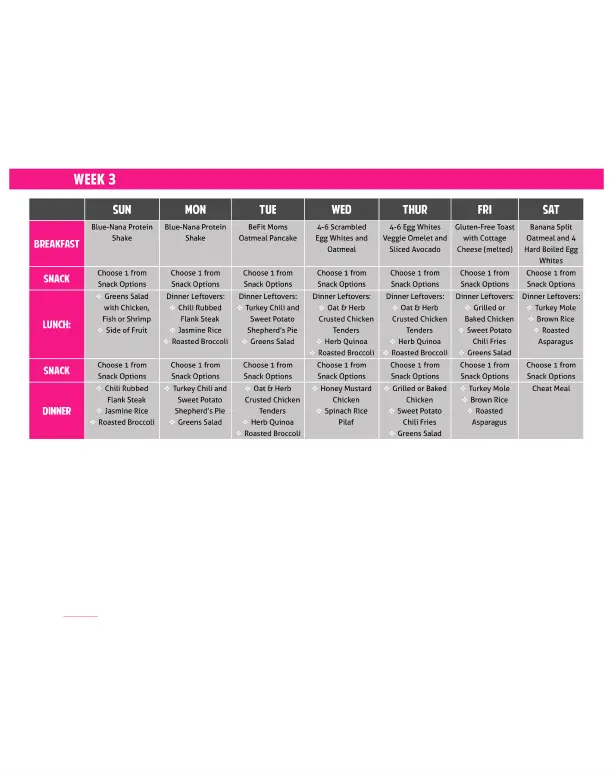 WEEK 3
SUN MON TUE WED THUR FRI SAT
BREAKFAST
Blue-Nana Protein
Shake
Blue-Nana Protein
Shake
BeFit Moms
Oatmeal Pancake
4-6 Scrambled
Egg Whites and
Oatmeal
4-6 Egg Whites
Veggie Omelet and
Sliced Avocado
Gluten-Free Toast
with Cottage
Cheese (melted)
Banana Split
Oatmeal and 4
Hard Boiled Egg
Whites
SNACK
Choose 1 from
Snack Options
Choose 1 from
Snack Options
Choose 1 from
Snack Options
Choose 1 from
Snack Options
Choose 1 from
Snack Options
Choose 1 from
Snack Options
Choose 1 from
Snack Options
LUNCH:
Greens Salad
with Chicken,
Fish or Shrimp
Side of Fruit
Dinner Leftovers:
Chili Rubbed
Flank Steak
Jasmine Rice
Roasted Broccoli
Dinner Leftovers:
Turkey Chili and
Sweet Potato
Shepherd's Pie
Greens Salad
Dinner Leftovers:
Oat & Herb
Crusted Chicken
Tenders
Herb Quinoa
Roasted Broccoli
Dinner Leftovers:
Oat & Herb
Crusted Chicken
Tenders
Herb Quinoa
Roasted Broccoli
Dinner Leftovers:
Grilled or
Baked Chicken
Sweet Potato
Chili Fries
Greens Salad
Dinner Leftovers:
Turkey Mole
Brown Rice
Roasted
Asparagus
SNACK
Choose 1 from
Snack Options
Choose 1 from
Snack Options
Choose 1 from
Snack Options
Choose 1 from
Snack Options
Choose 1 from
Snack Options
Choose 1 from
Snack Options
Choose 1 from
Snack Options
DINNER
Chili Rubbed
Flank Steak
Jasmine Rice
Roasted Broccoli
Turkey Chili and
Sweet Potato
Shepherd's Pie
Greens Salad
Oat & Herb
Crusted Chicken
Tenders
Herb Quinoa
Roasted Broccoli
Honey Mustard
Chicken
Spinach Rice
Pilaf
Grilled or Baked
Chicken
Sweet Potato
Chili Fries
Greens Salad
Turkey Mole
Brown Rice
Roasted
Asparagus
Cheat Meal